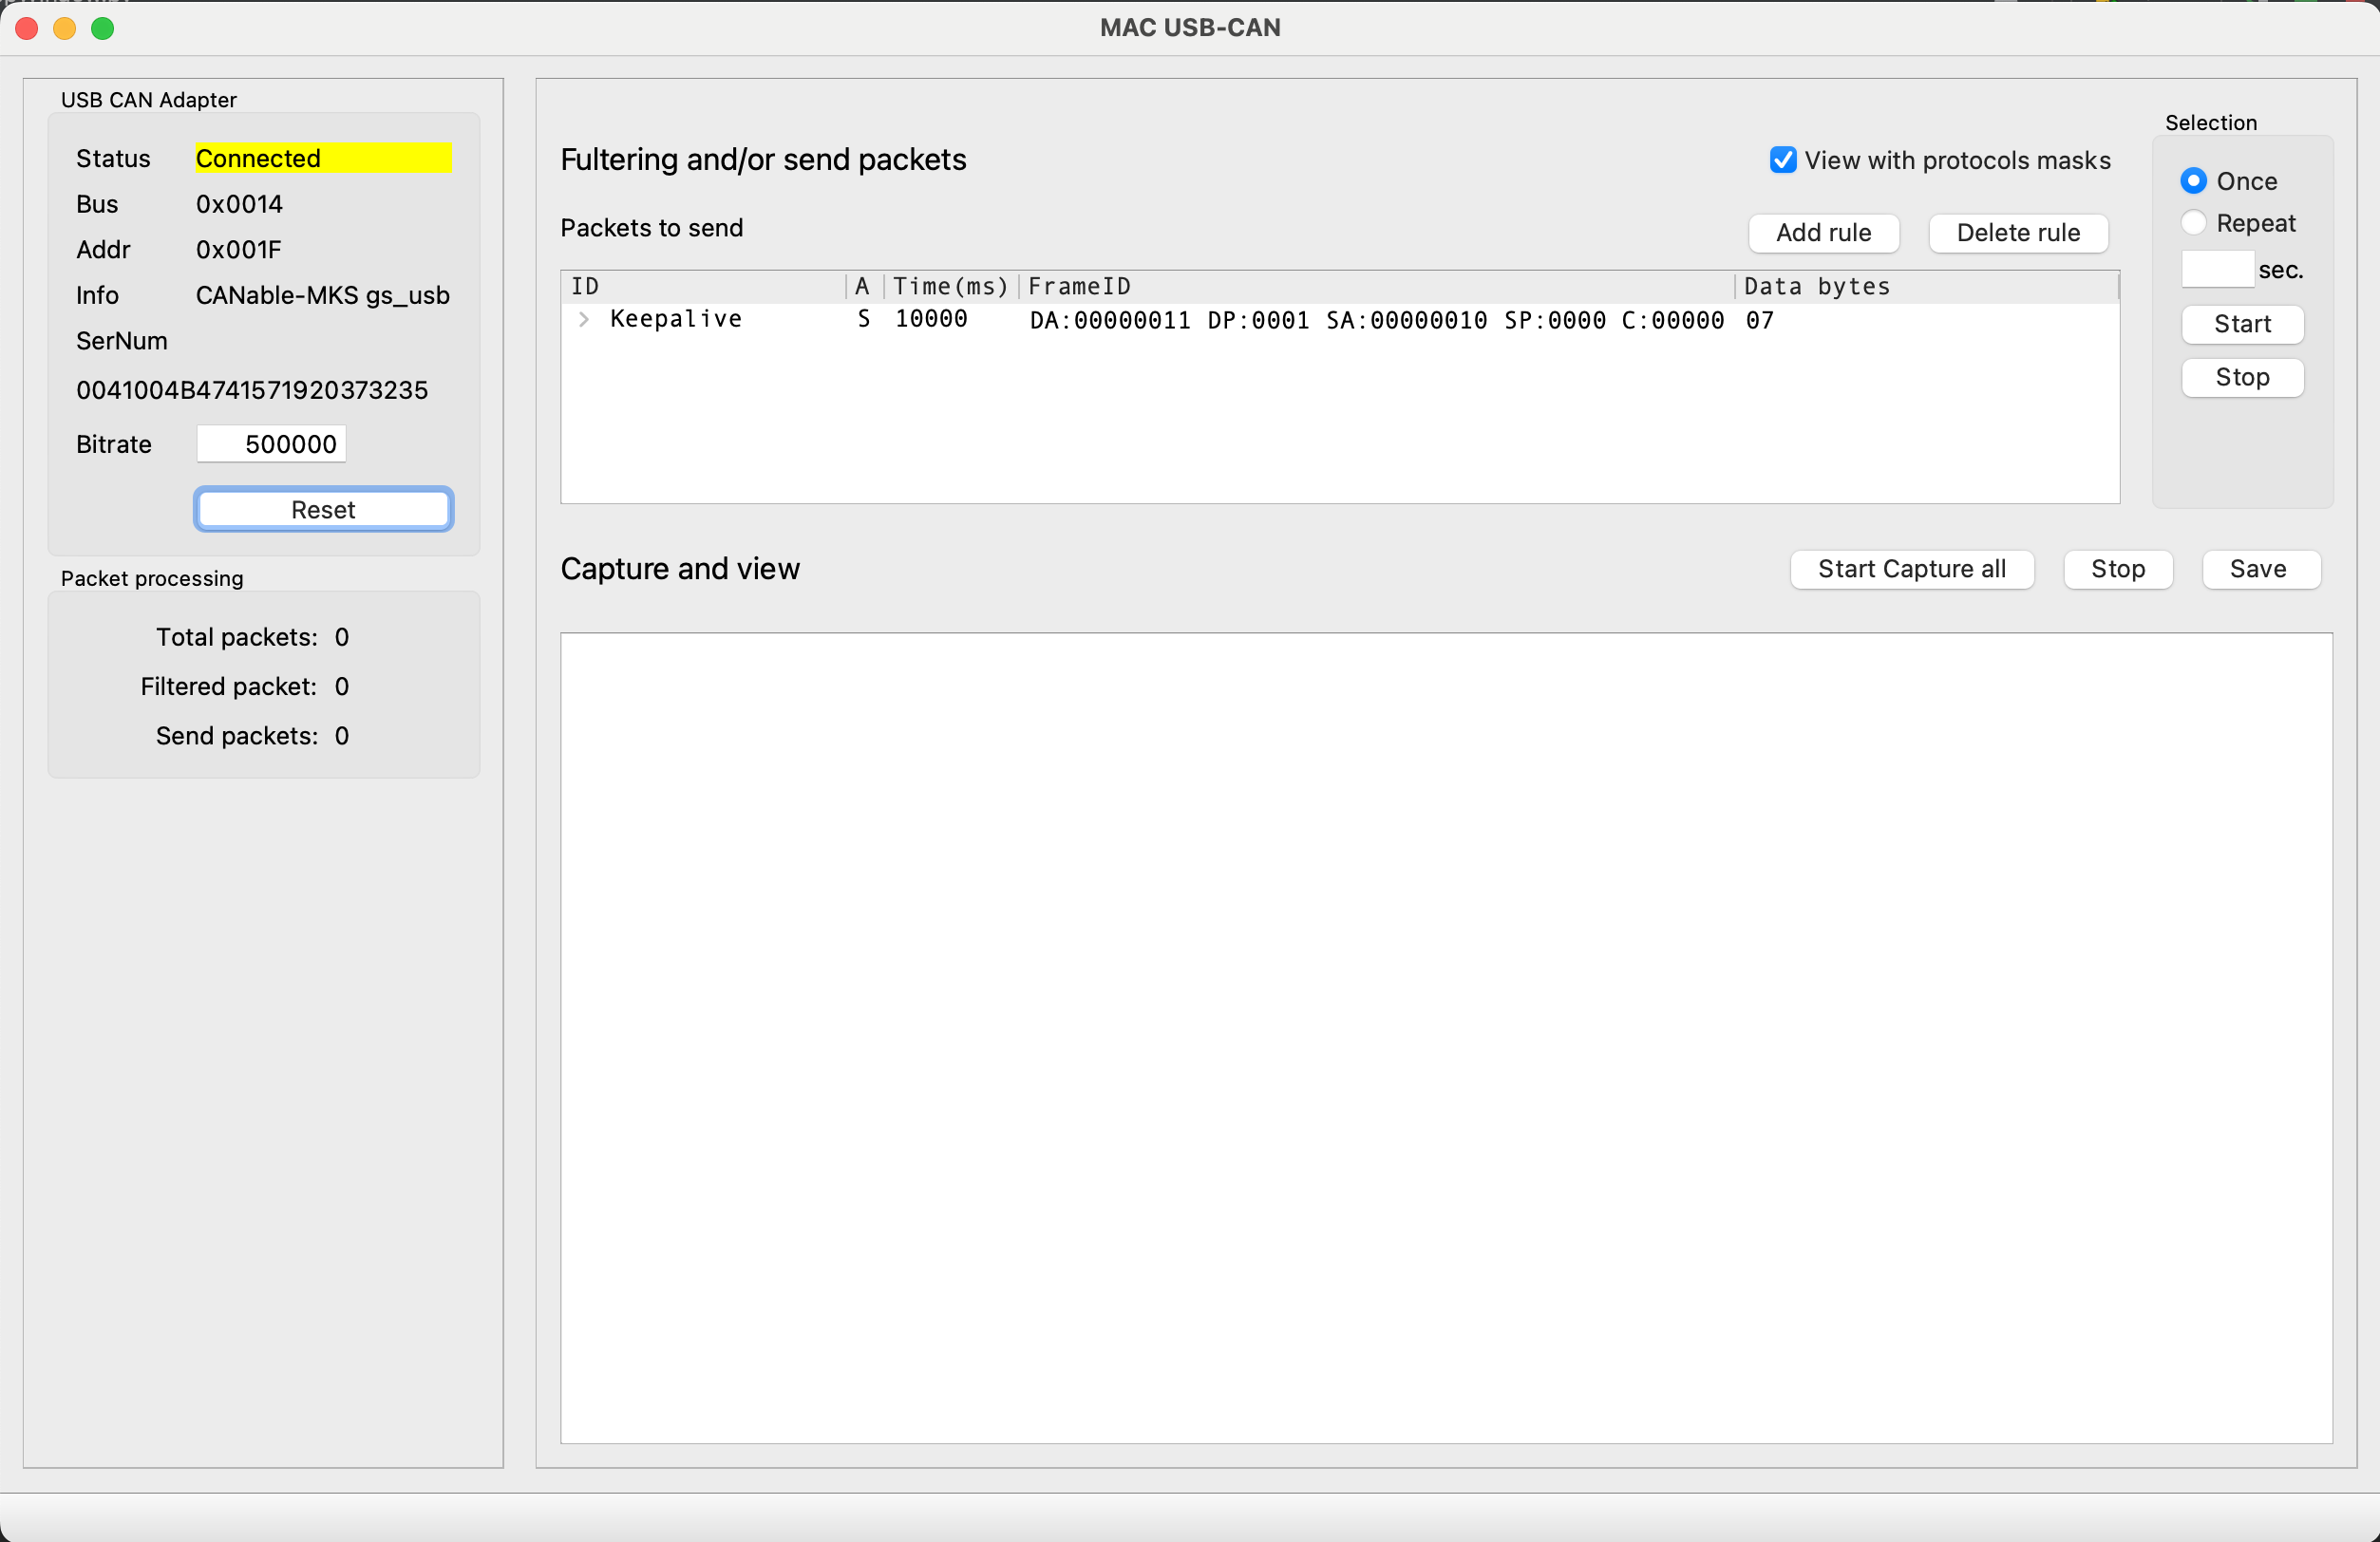 MAC USB-CAN
USB CAN Adapter
Status Connected
Bus 0x0014
Addr 0x001F
Info CANable-MKS gs_usb
SerNum
0041004B4741571920373235
Bitrate 500000
Reset
Packet processing
Total packets: 0
Filtered packet: 0
Send packets: 0
Fultering and/or send packets
View with protocols masks
Packets to send
Add rule Delete rule
ID A Time(ms) FrameID Data bytes
Keepalive S 10000 DA:00000011 DP:0001 SA:00000010 SP:0000 C:00000 07
Selection
Once
Repeat
sec.
Start
Stop
Capture and view
Start Capture all Stop Save